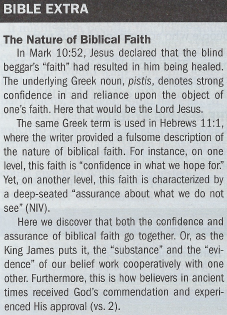 BIBLE EXTRA
The Nature of Biblical Faith
In Mark 10:52, Jesus declared that the blind
beggar's "faith" had resulted in him being healed.
The underlying Greek noun, pistis, denotes strong
confidence in and reliance upon the object of
one's faith. Here that would be the Lord Jesus.
The same Greek term is used in Hebrews 11:1,
where the writer provided a fulsome description of
the nature of biblical faith. For instance, on one
level, this faith is "confidence in what we hope for."
Yet, on another level, this faith is characterized by
a deep-seated "assurance about what we do not
see" (NIV).
Here we discover that both the confidence and
assurance of biblical faith go together. Or, as the
King James puts it, the "substance" and the "evi-
dence" of our belief work cooperatively with one
other. Furthermore, this is how believers in ancient
times received God's commendation and experi-
enced His approval (vs. 2).